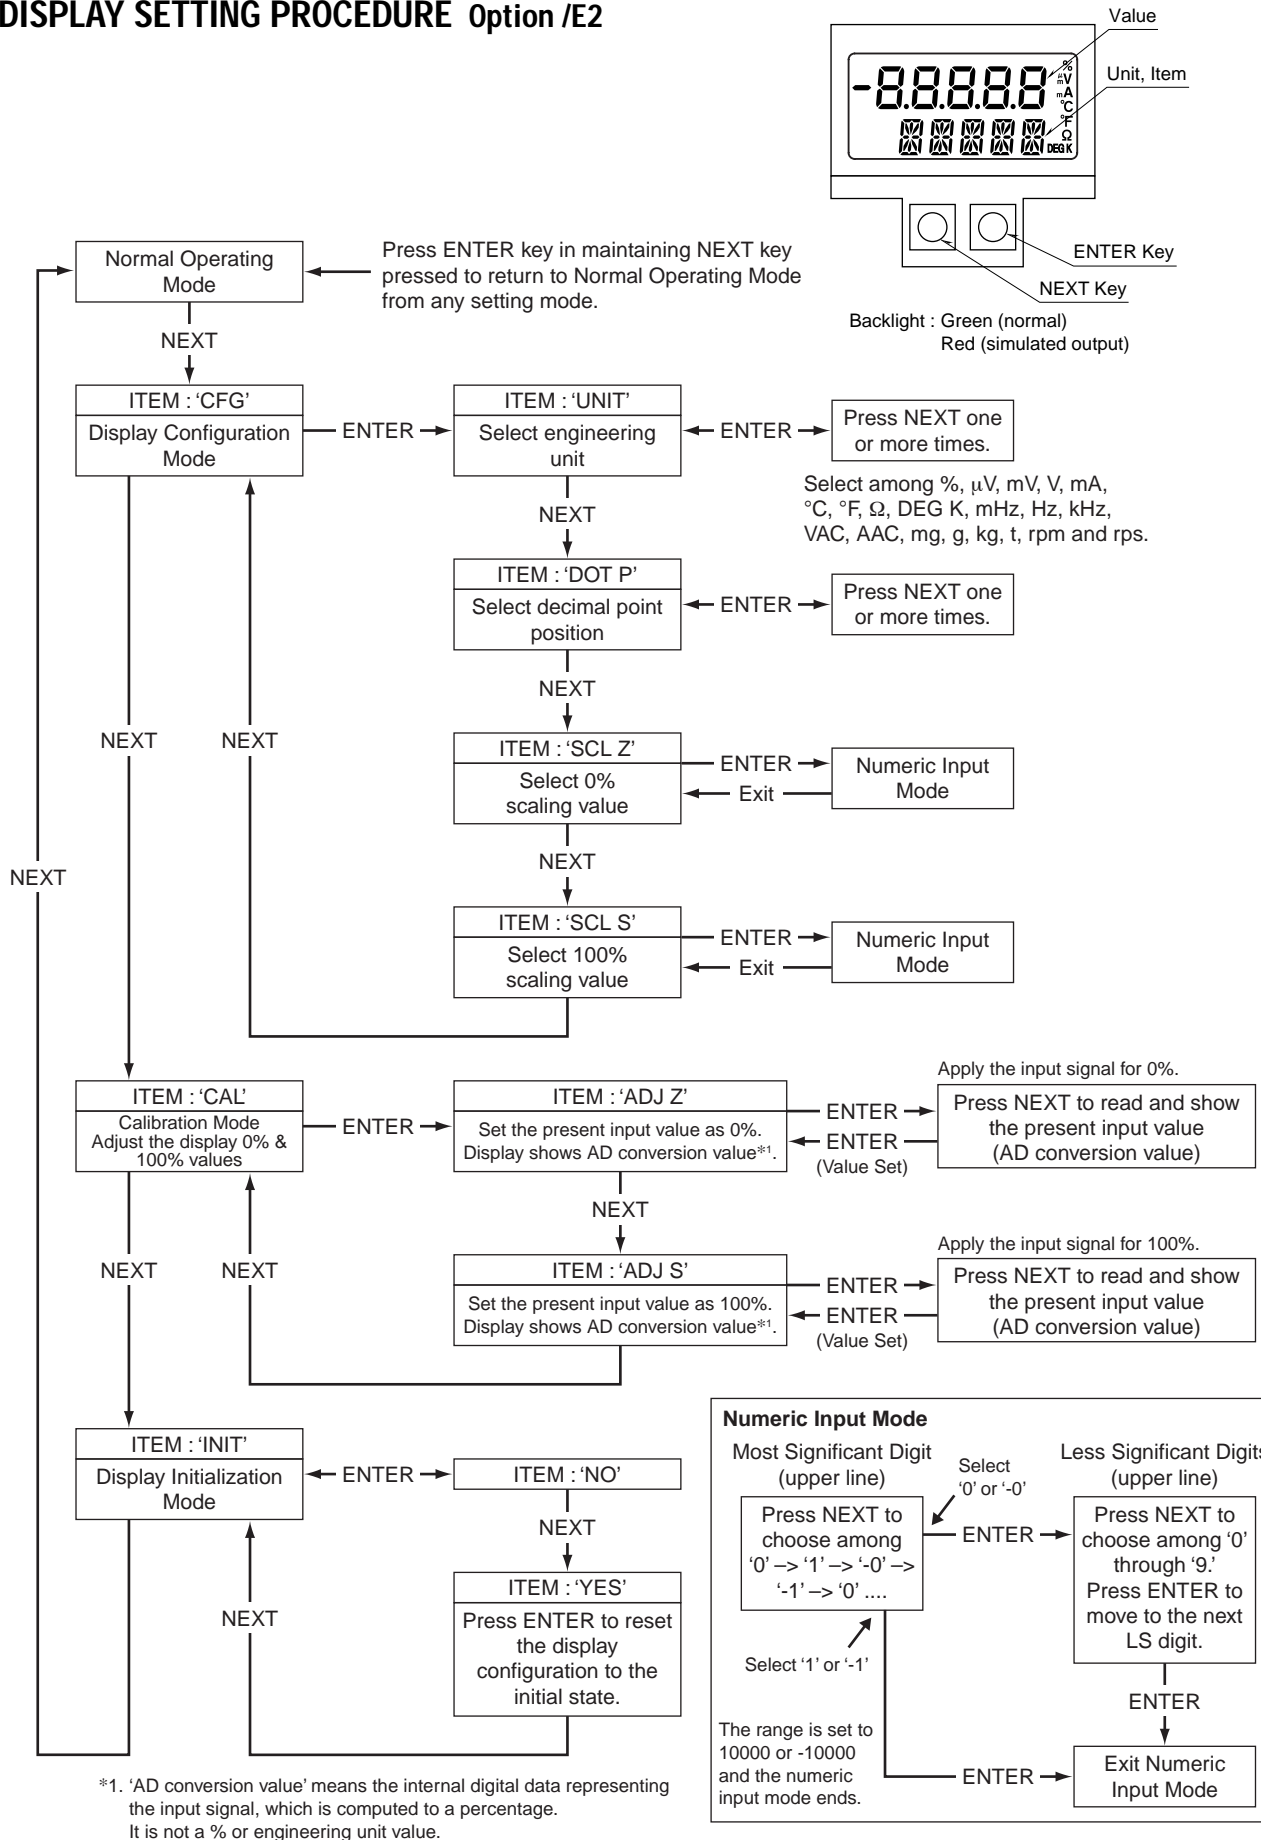 DISPLAY SETTING PROCEDURE Option /E2
Value
Unit, Item
-8.8.8.8.8
%
µ
m
V
mA
°C
°F
Ω
DEG K
ENTER Key
NEXT Key
Backlight : Green (normal)
Red (simulated output)
Normal Operating
Mode
Press ENTER key in maintaining NEXT key
pressed to return to Normal Operating Mode
from any setting mode.
NEXT
ITEM : ‘CFG’
Display Configuration
Mode
ENTER
ITEM : ‘UNIT’
Select engineering
unit
ENTER
Press NEXT one
or more times.
Select among %, µV, mV, V, mA,
°C, °F, Ω, DEG K, mHz, Hz, kHz,
VAC, AAC, mg, g, kg, t, rpm and rps.
NEXT
ITEM : ‘DOT P’
Select decimal point
position
ENTER
Press NEXT one
or more times.
NEXT
ITEM : ‘SCL Z’
Select 0%
scaling value
ENTER
Exit
Numeric Input
Mode
NEXT
NEXT
NEXT
NEXT
ITEM : ‘SCL S’
Select 100%
scaling value
ENTER
Exit
Numeric Input
Mode
ITEM : ‘CAL’
Calibration Mode
Adjust the display 0% &
100% values
ENTER
ITEM : ‘ADJ Z’
Set the present input value as 0%.
Display shows AD conversion value*1.
ENTER
ENTER
(Value Set)
Apply the input signal for 0%.
Press NEXT to read and show
the present input value
(AD conversion value)
NEXT
NEXT
NEXT
ITEM : ‘ADJ S’
Set the present input value as 100%.
Display shows AD conversion value*1.
ENTER
ENTER
(Value Set)
Apply the input signal for 100%.
Press NEXT to read and show
the present input value
(AD conversion value)
ITEM : ‘INIT’
Display Initialization
Mode
ENTER
ITEM : ‘NO’
NEXT
NEXT
ITEM : ‘YES’
Press ENTER to reset
the display
configuration to the
initial state.
Numeric Input Mode
Most Significant Digit
(upper line)
Select
‘0’ or ‘-0’
Less Significant Digits
(upper line)
Press NEXT to
choose among
‘0’ –> ‘1’ –> ‘-0’ –>
‘-1’ –> ‘0’ ....
ENTER
Press NEXT to
choose among ‘0’
through ‘9.’
Press ENTER to
move to the next
LS digit.
Select ‘1’ or ‘-1’
ENTER
The range is set to
10000 or -10000
and the numeric
input mode ends.
ENTER
Exit Numeric
Input Mode
*1. ‘AD conversion value’ means the internal digital data representing
the input signal, which is computed to a percentage.
It is not a % or engineering unit value.